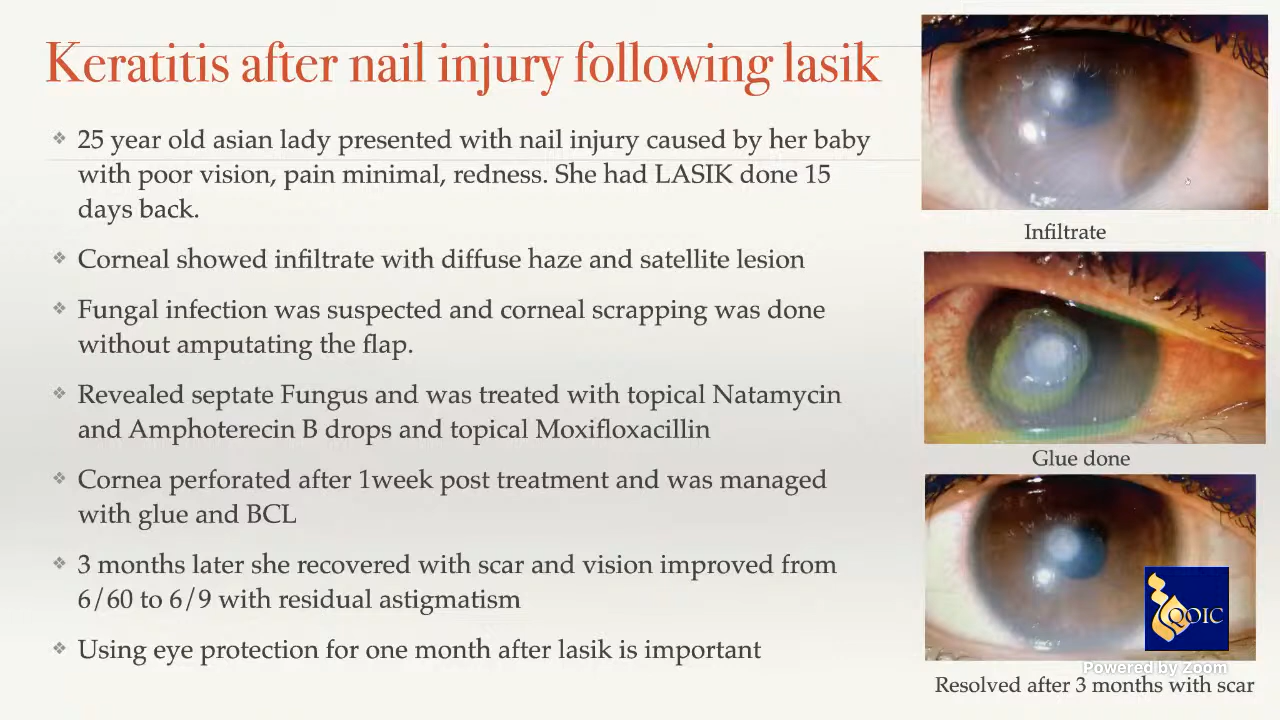 Keratitis after nail injury following lasik
❖ 25 year old asian lady presented with nail injury caused by her baby
with poor vision, pain minimal, redness. She had LASIK done 15
days back.
❖ Corneal showed infiltrate with diffuse haze and satellite lesion
❖ Fungal infection was suspected and corneal scrapping was done
without amputating the flap.
❖ Revealed septate Fungus and was treated with topical Natamycin
and Amphoterecin B drops and topical Moxifloxacillin
❖ Cornea perforated after 1week post treatment and was managed
with glue and BCL
❖ 3 months later she recovered with scar and vision improved from
6/60 to 6/9 with residual astigmatism
❖ Using eye protection for one month after lasik is important
Infiltrate
Glue done
QOIC
Powered by Zoom
Resolved after 3 months with scar